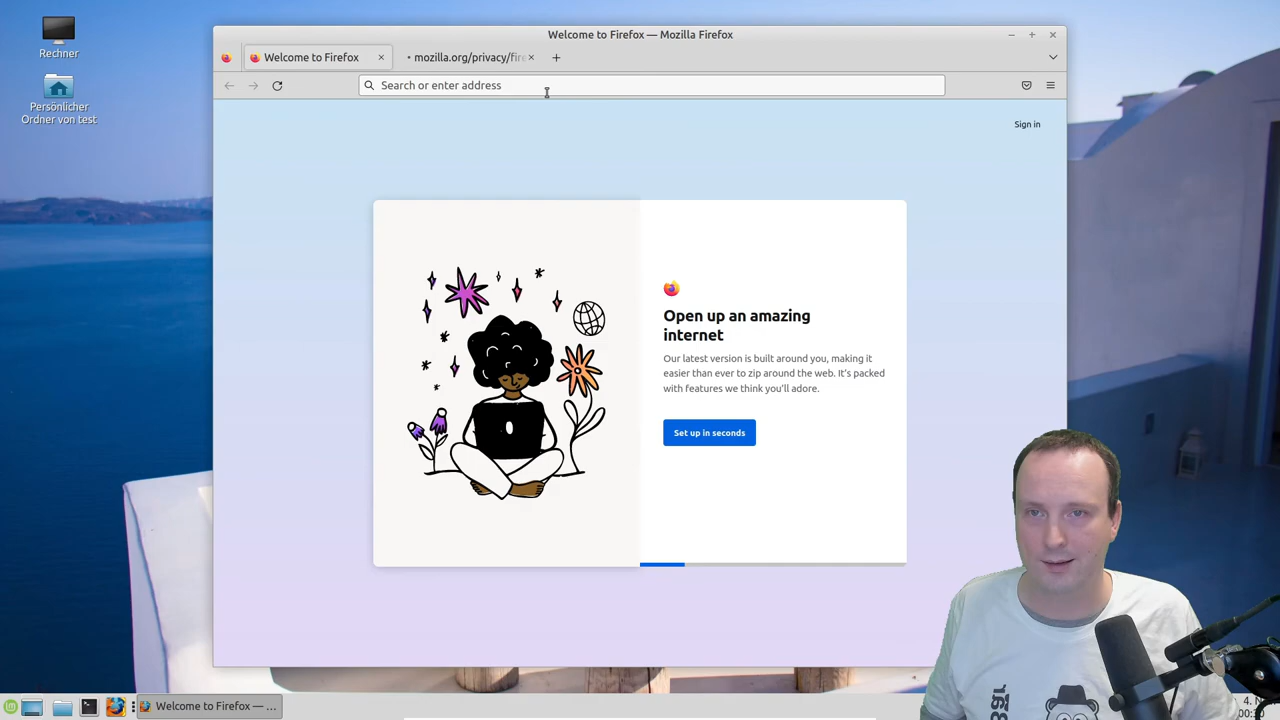 Rechner
Persönlicher
Ordner von test
Welcome to Firefox — Mozilla Firefox
Welcome to Firefox
mozilla.org/privacy/fire
Search or enter address
Sign in
Open up an amazing
internet
Our latest version is built around you, making it
easier than ever to zip around the web. It's packed
with features we think you'll adore.
Set up in seconds
Welcome to Firefox — ...
4.